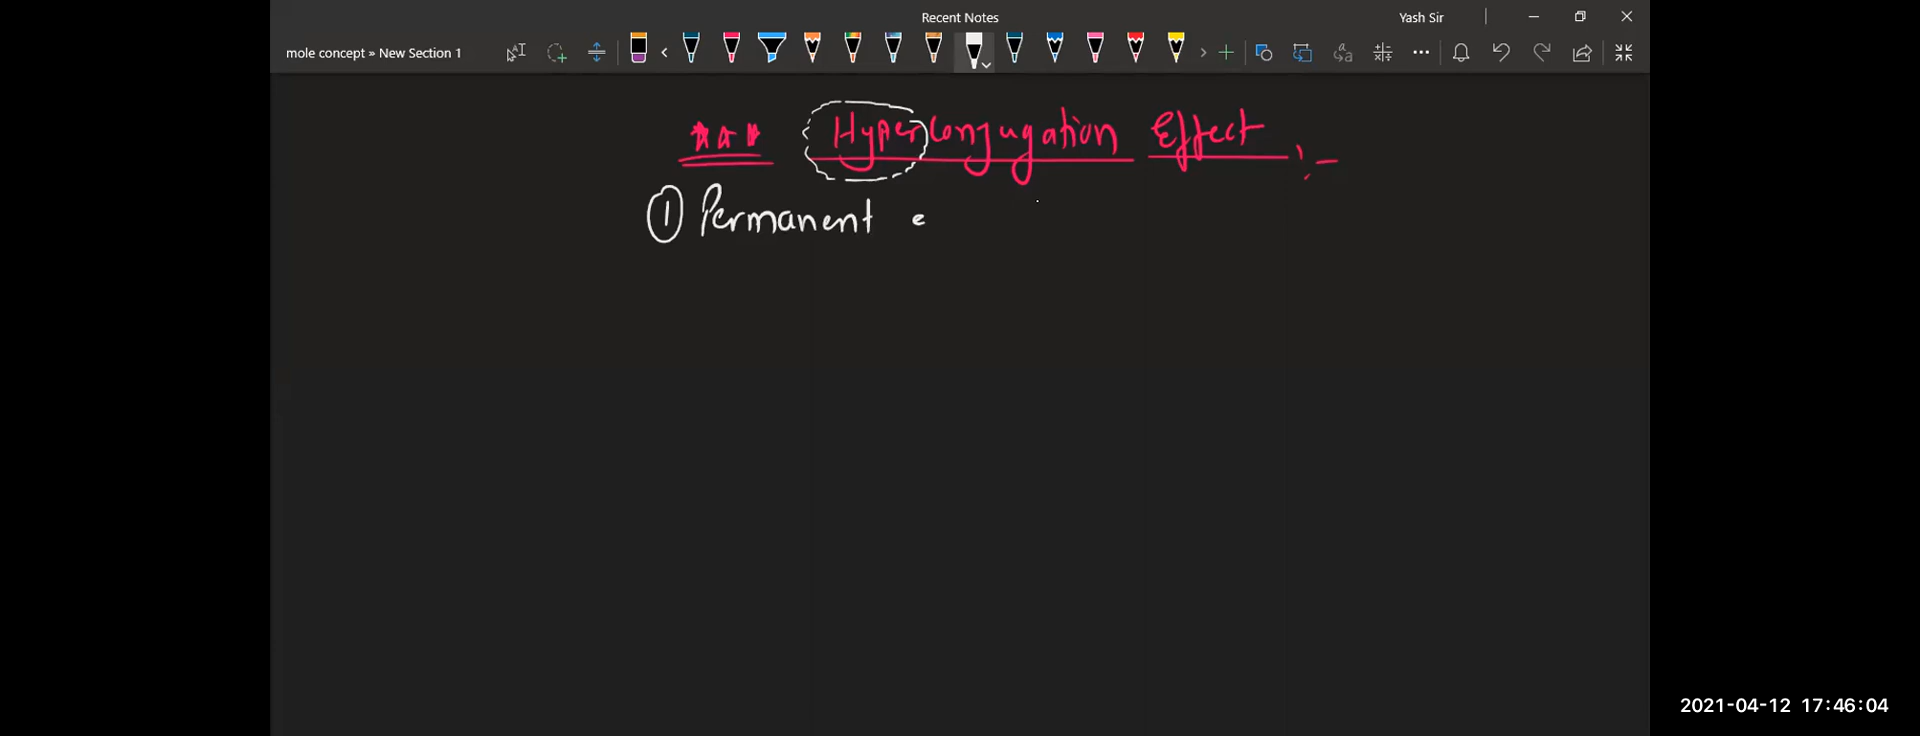 Recent Notes
Yash Sir
mole concept » New Section 1
*** Hyperconjugation Effect :-
① Permanent e
2021-04-12 17:46:04